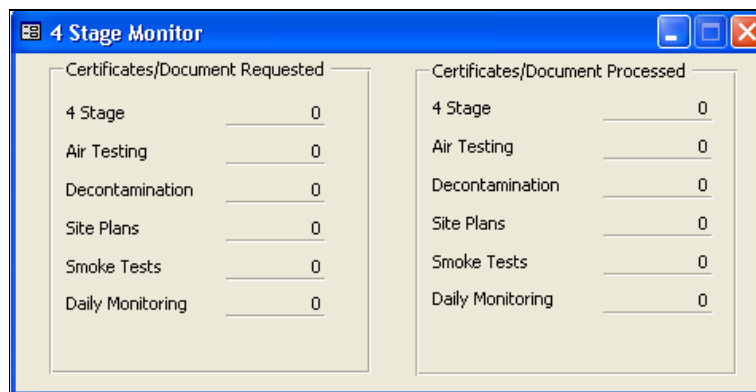 4 Stage Monitor
Certificates/Document Requested
4 Stage 0
Air Testing 0
Decontamination 0
Site Plans 0
Smoke Tests 0
Daily Monitoring 0
Certificates/Document Processed
4 Stage 0
Air Testing 0
Decontamination 0
Site Plans 0
Smoke Tests 0
Daily Monitoring 0